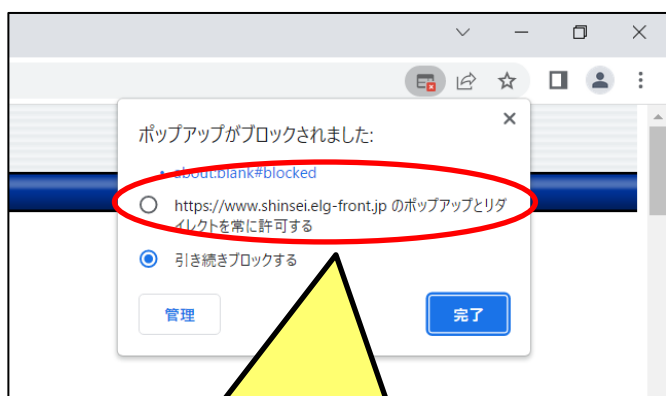 ポップアップがブロックされました:
about:blank#blocked
https://www.shinsei.elg-front.jp のポップアップとリダ
イレクトを常に許可する
引き続きブロックする
管理
完了